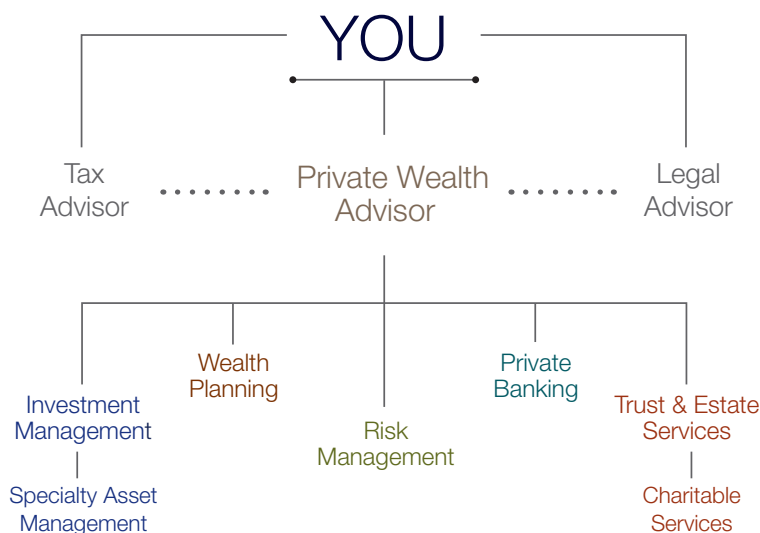 YOU
Tax
Advisor
Private Wealth
Advisor
Legal
Advisor
Wealth
Planning
Private
Banking
Investment
Management
Risk
Management
Trust & Estate
Services
Specialty Asset
Management
Charitable
Services